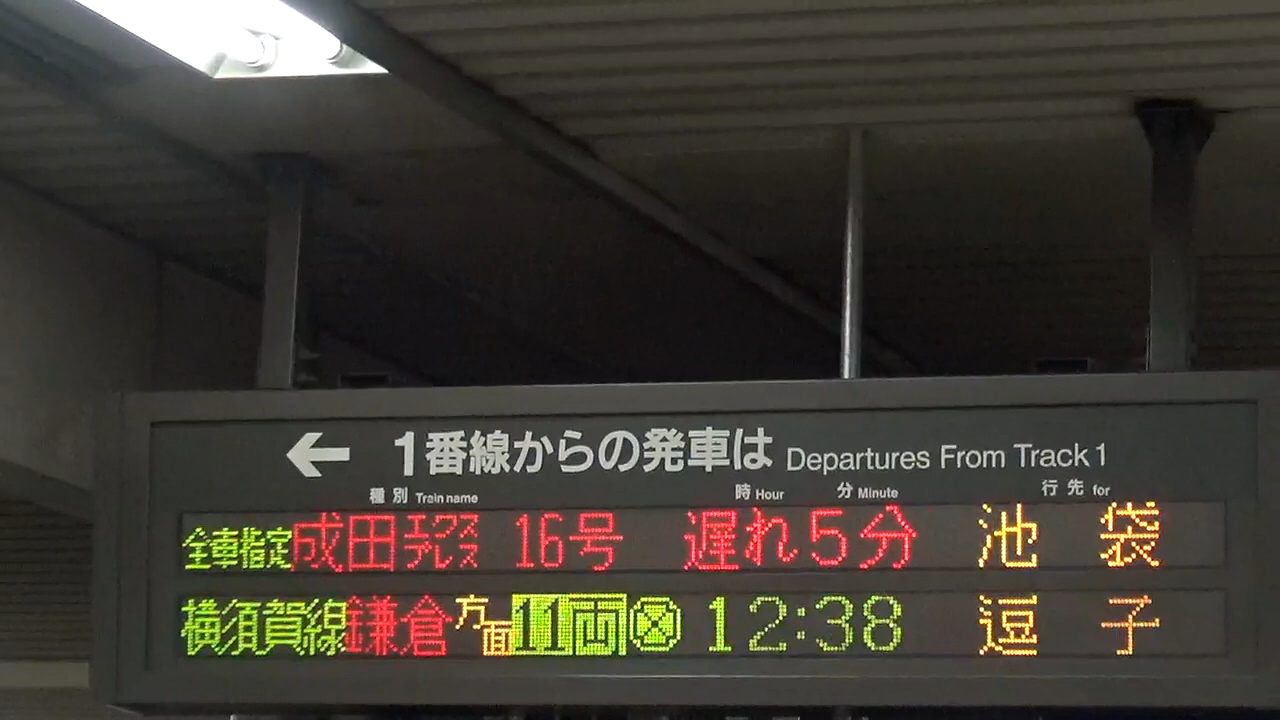 ← 1番線からの発車は Departures From Track 1
種別 Train name 時 Hour 分 Minute 行先 for
全車指定 成田エクスプレス 16号 遅れ5分 池袋
横須賀線 鎌倉方面 11両 12:38 逗子